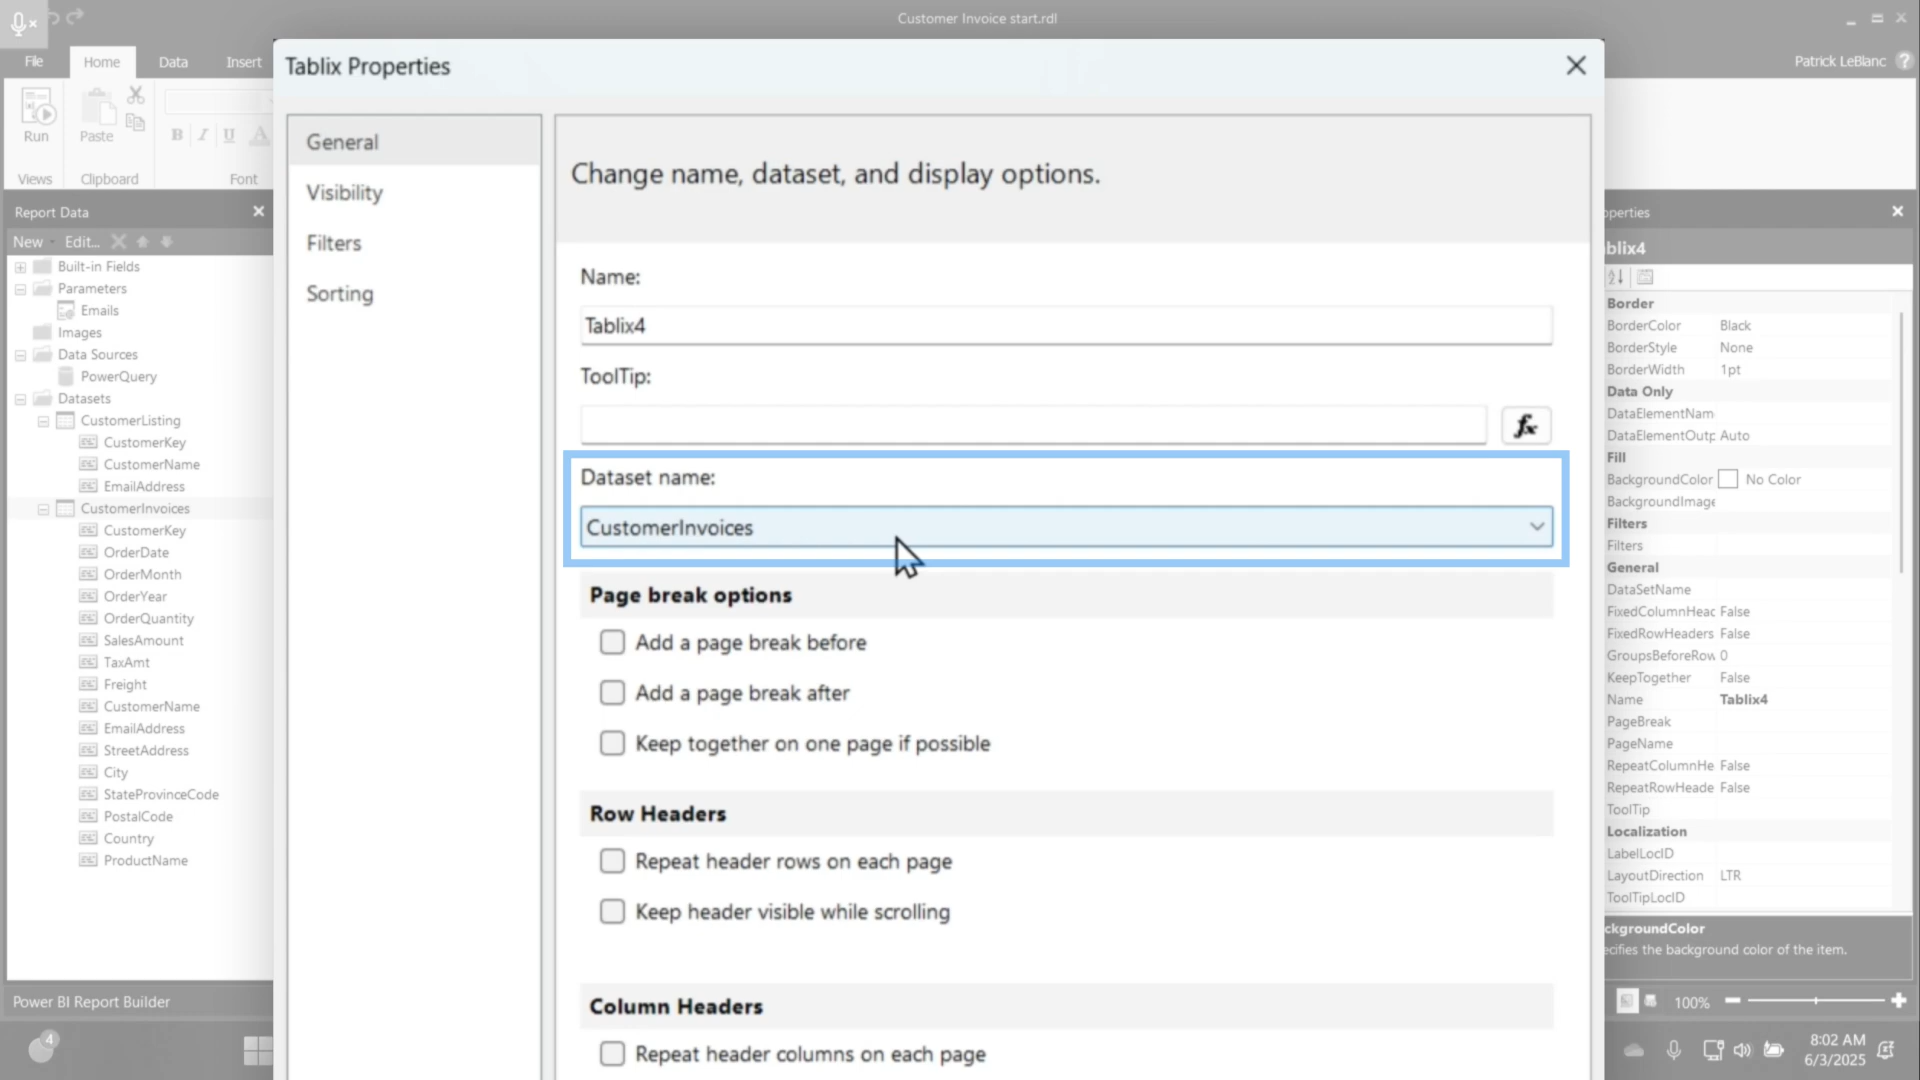 Customer Invoice start.rdl
File
Home
Data
Insert
Patrick LeBlanc
?
Run
Paste
B
I
U
A
Views
Clipboard
Font
Report Data
New
Edit...
Built-in Fields
Parameters
Emails
Images
Data Sources
PowerQuery
Datasets
CustomerListing
CustomerKey
CustomerName
EmailAddress
CustomerInvoices
CustomerKey
OrderDate
OrderMonth
OrderYear
OrderQuantity
SalesAmount
TaxAmt
Freight
CustomerName
EmailAddress
StreetAddress
City
StateProvinceCode
PostalCode
Country
ProductName
Power BI Report Builder
4
Tablix Properties
General
Visibility
Filters
Sorting
Change name, dataset, and display options.
Name:
Tablix4
ToolTip:
fx
Dataset name:
CustomerInvoices
Page break options
Add a page break before
Add a page break after
Keep together on one page if possible
Row Headers
Repeat header rows on each page
Keep header visible while scrolling
Column Headers
Repeat header columns on each page
operties
blix4
Border
BorderColor Black
BorderStyle None
BorderWidth 1pt
Data Only
DataElementNam
DataElementOutp Auto
Fill
BackgroundColor No Color
BackgroundImage
Filters
Filters
General
DataSetName
FixedColumnHeac False
FixedRowHeaders False
GroupsBeforeRow 0
KeepTogether False
Name Tablix4
PageBreak
PageName
RepeatColumnHe False
RepeatRowHeade False
ToolTip
Localization
LabelLocID
LayoutDirection LTR
ToolTipLocID
ckgroundColor
ecifies the background color of the item.
100%
8:02 AM
6/3/2025